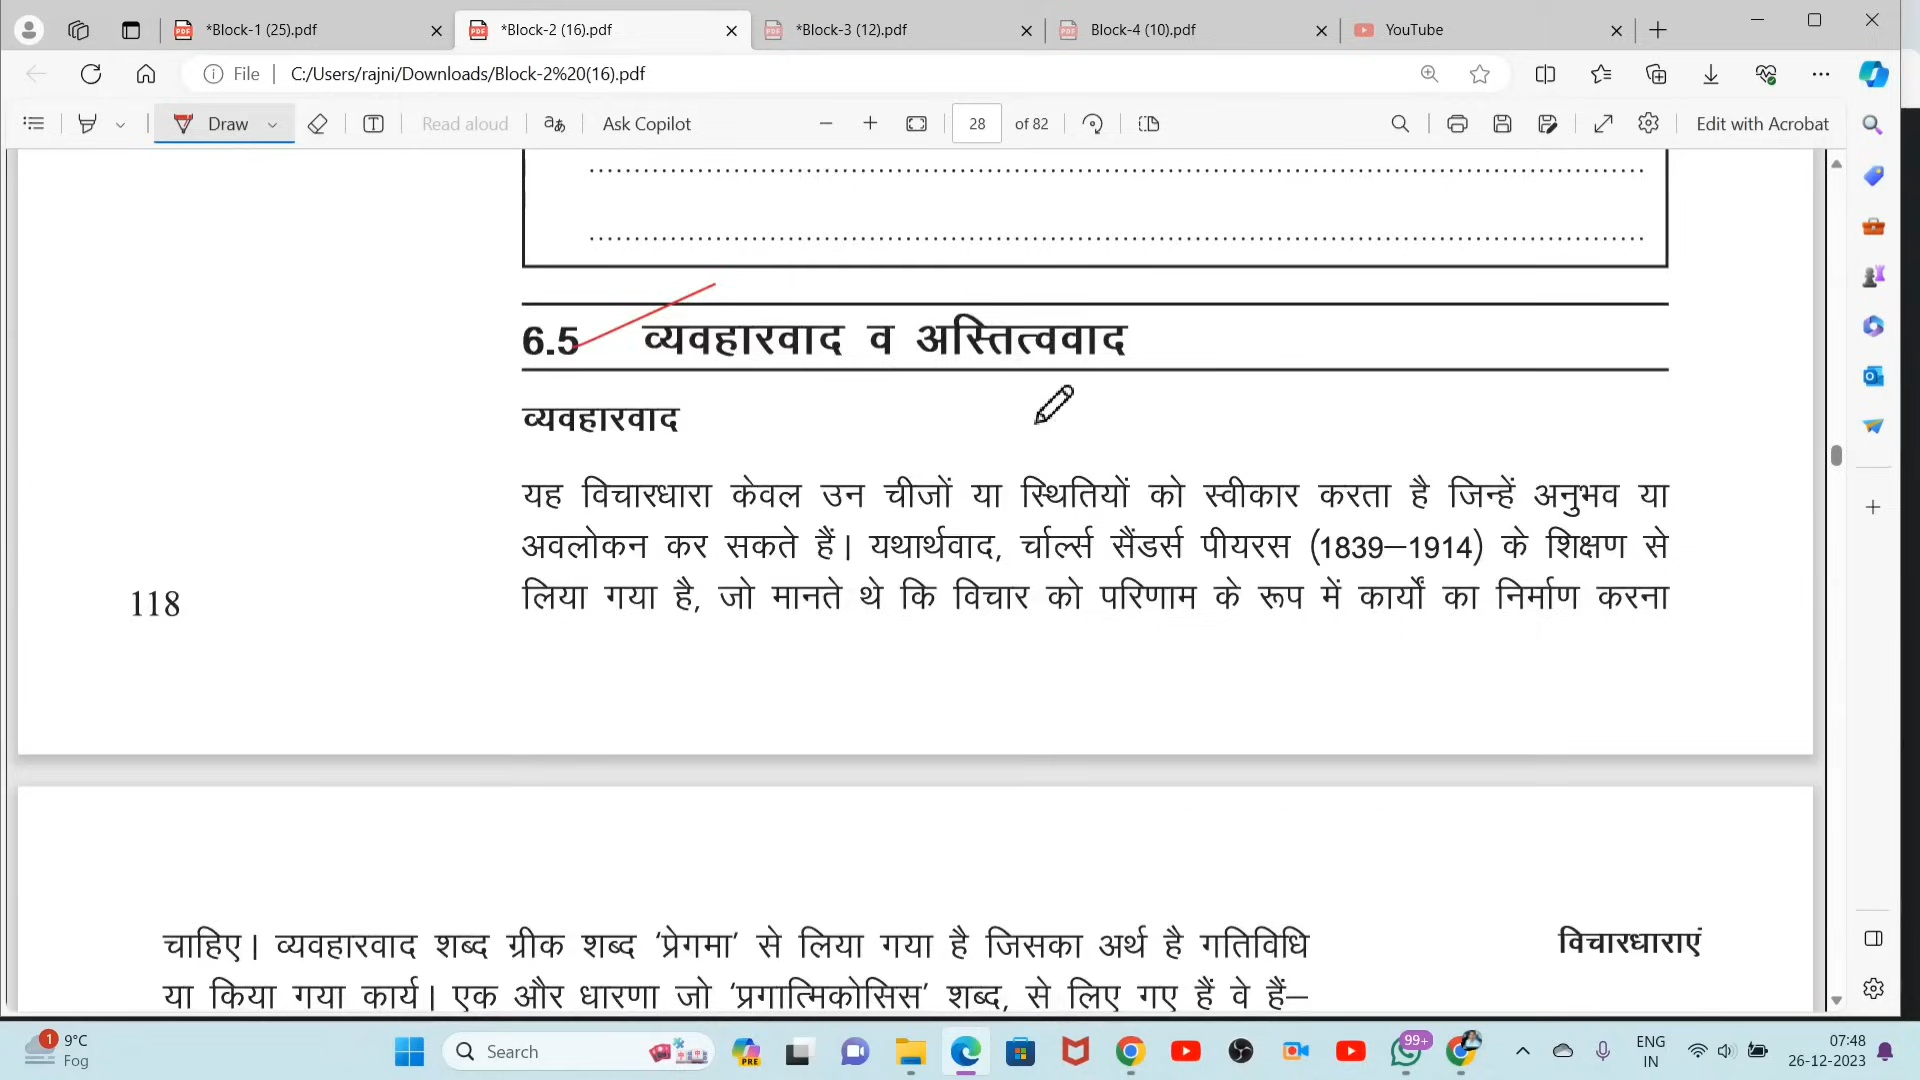 *Block-1 (25).pdf
*Block-2 (16).pdf
*Block-3 (12).pdf
Block-4 (10).pdf
YouTube
File
C:/Users/rajni/Downloads/Block-2%20(16).pdf
Draw
Read aloud
aあ
Ask Copilot
28
of 82
Edit with Acrobat
6.5 व्यवहारवाद व अस्तित्ववाद
व्यवहारवाद
यह विचारधारा केवल उन चीजों या स्थितियों को स्वीकार करता है जिन्हें अनुभव या
अवलोकन कर सकते हैं। यथार्थवाद, र्चाल्स सैंडर्स पीयरस (1839–1914) के शिक्षण से
लिया गया है, जो मानते थे कि विचार को परिणाम के रूप में कार्यों का निर्माण करना
118
चाहिए। व्यवहारवाद शब्द ग्रीक शब्द ‘प्रेगमा’ से लिया गया है जिसका अर्थ है गतिविधि
विचारधाराएं
या किया गया कार्य। एक और धारणा जो ‘प्रगात्मिकोसिस’ शब्द, से लिए गए हैं वे हैं–
1
9°C
Fog
Search
PRE
99+
ENG
IN
07:48
26-12-2023